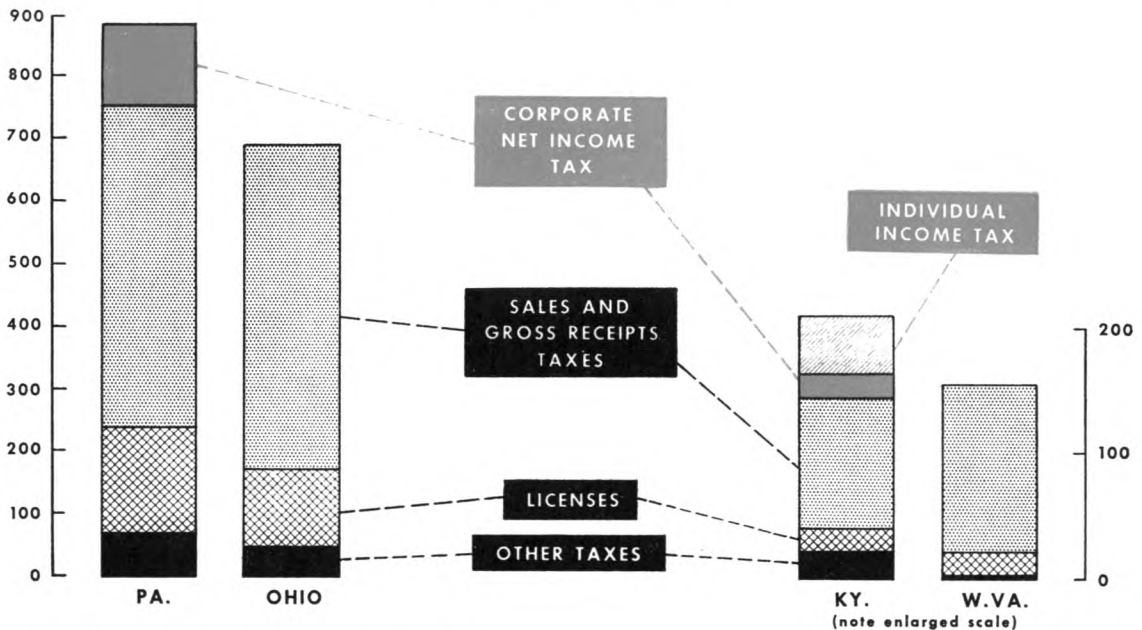 900
800
700
600
500
400
300
200
100
0
PA.
OHIO
CORPORATE
NET INCOME
TAX
INDIVIDUAL
INCOME TAX
SALES AND
GROSS RECEIPTS
TAXES
LICENSES
OTHER TAXES
200
100
0
KY.
W.VA.
(note enlarged scale)